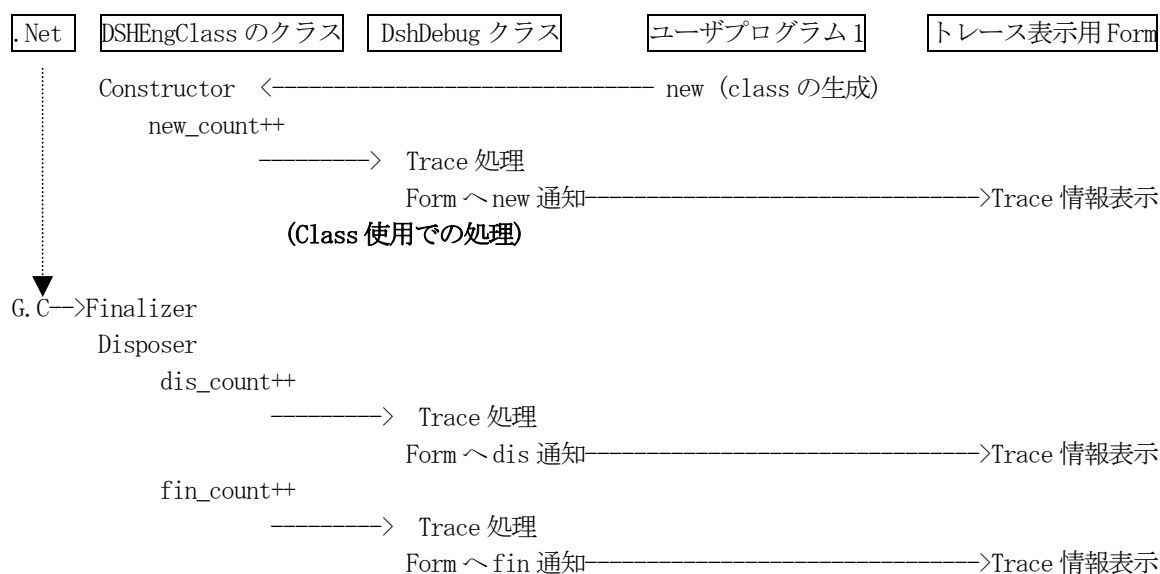 .Net DSHEngClass のクラス DshDebug クラス ユーザプログラム1 トレース表示用 Form
Constructor <------------------------------- new (class の生成)
new_count++
---------> Trace 処理
Form へ new 通知-------------------------------->Trace 情報表示
(Class 使用での処理)
G.C-->Finalizer
Disposer
dis_count++
---------> Trace 処理
Form へ dis 通知-------------------------------->Trace 情報表示
fin_count++
---------> Trace 処理
Form へ fin 通知-------------------------------->Trace 情報表示